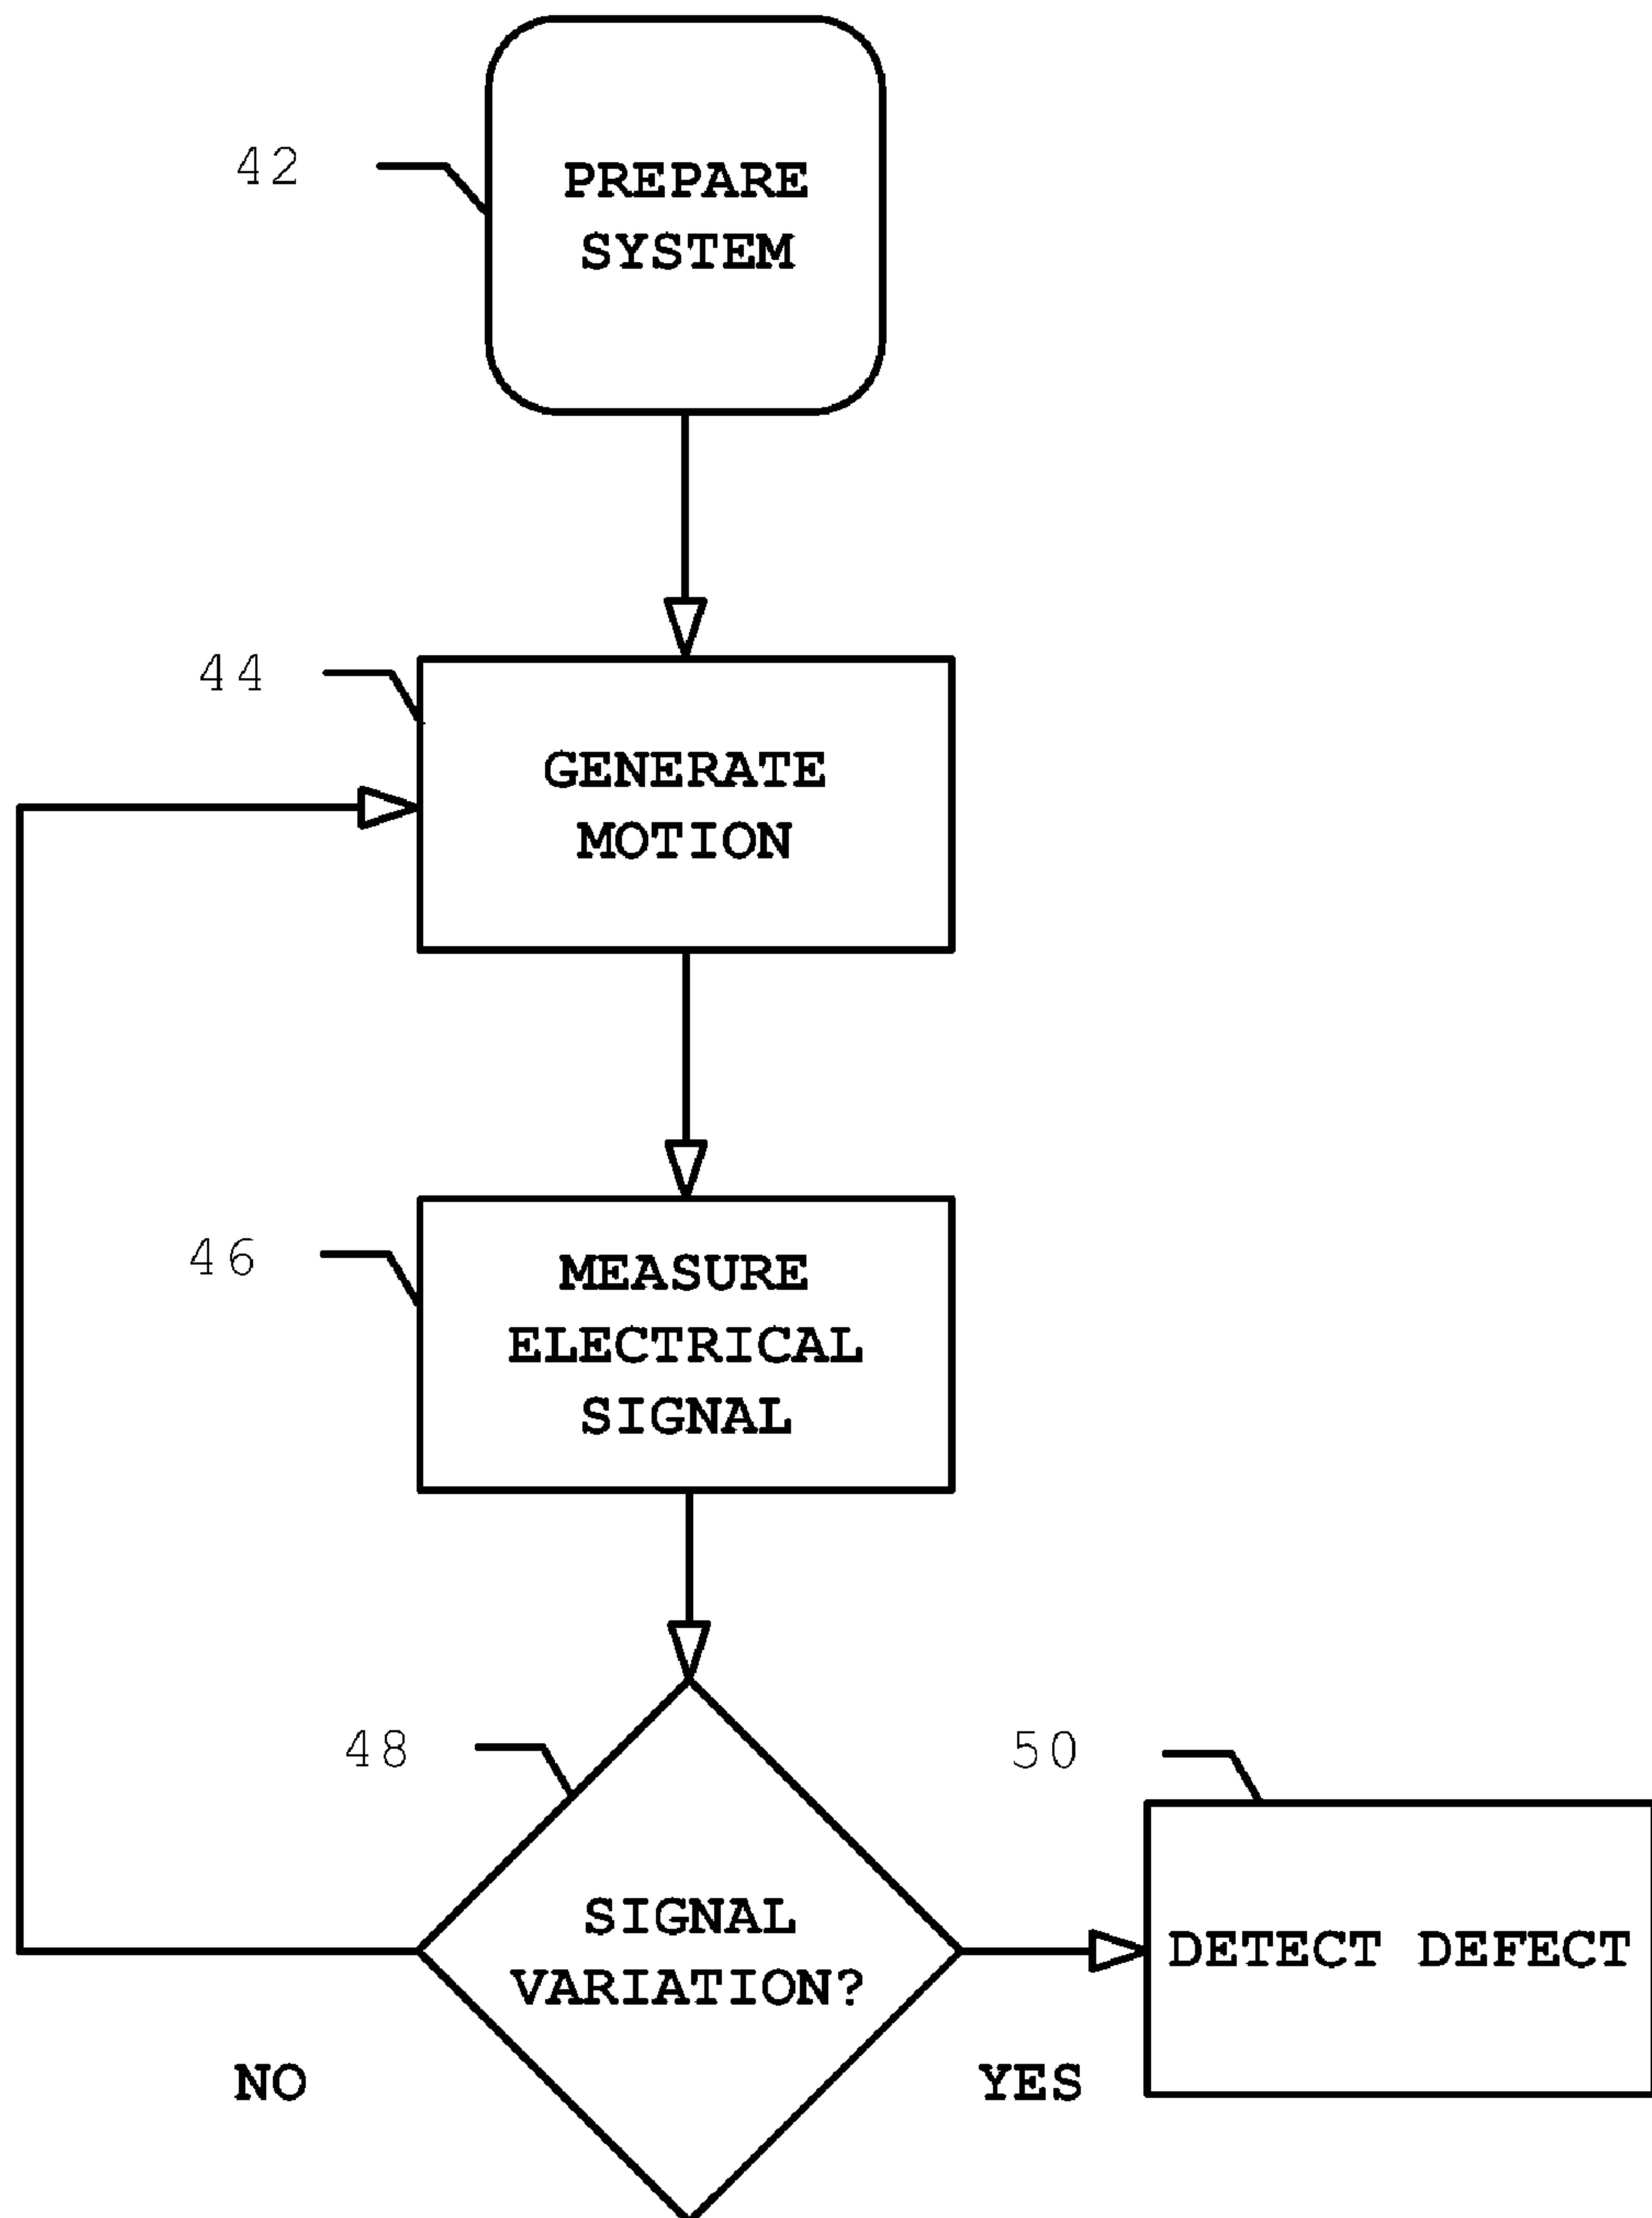 42
PREPARE
SYSTEM
44
GENERATE
MOTION
46
MEASURE
ELECTRICAL
SIGNAL
48
SIGNAL
VARIATION?
50
DETECT DEFECT
NO
YES